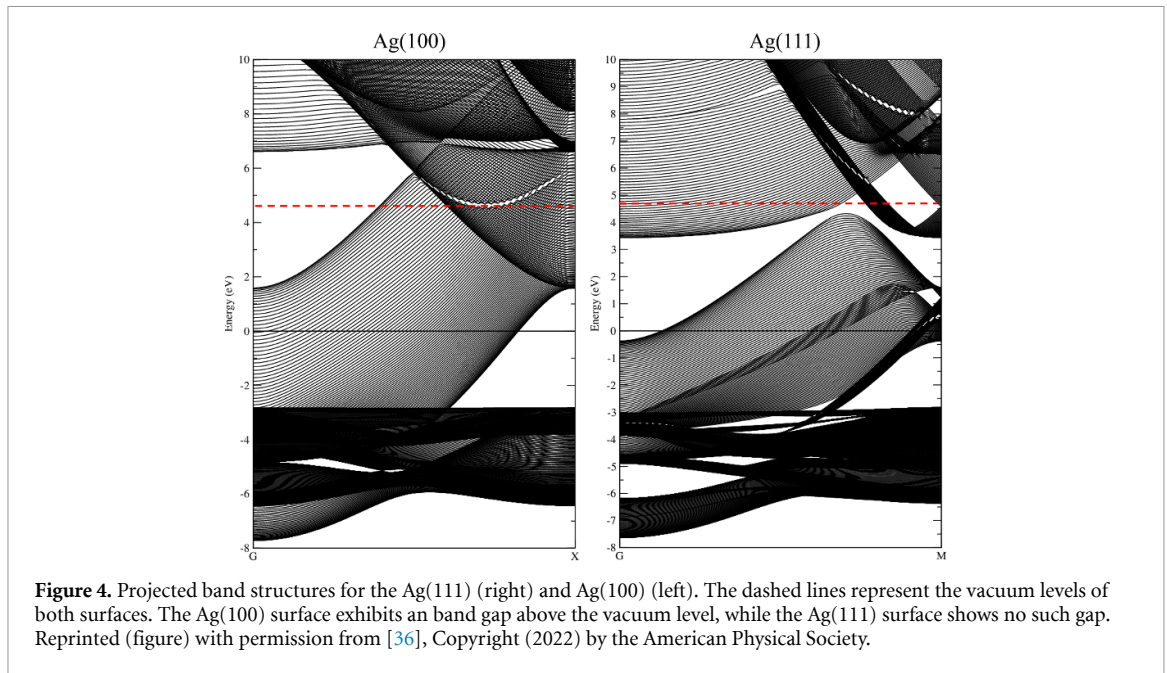 Ag(100)
Ag(111)
10
8
6
4
2
0
-2
-4
-6
-8
Energy (eV)
G
X
10
9
8
7
6
5
4
3
2
1
0
-1
-2
-3
-4
-5
-6
-7
-8
Energy (eV)
G
M
Figure 4. Projected band structures for the Ag(111) (right) and Ag(100) (left). The dashed lines represent the vacuum levels of
both surfaces. The Ag(100) surface exhibits an band gap above the vacuum level, while the Ag(111) surface shows no such gap.
Reprinted (figure) with permission from [36], Copyright (2022) by the American Physical Society.